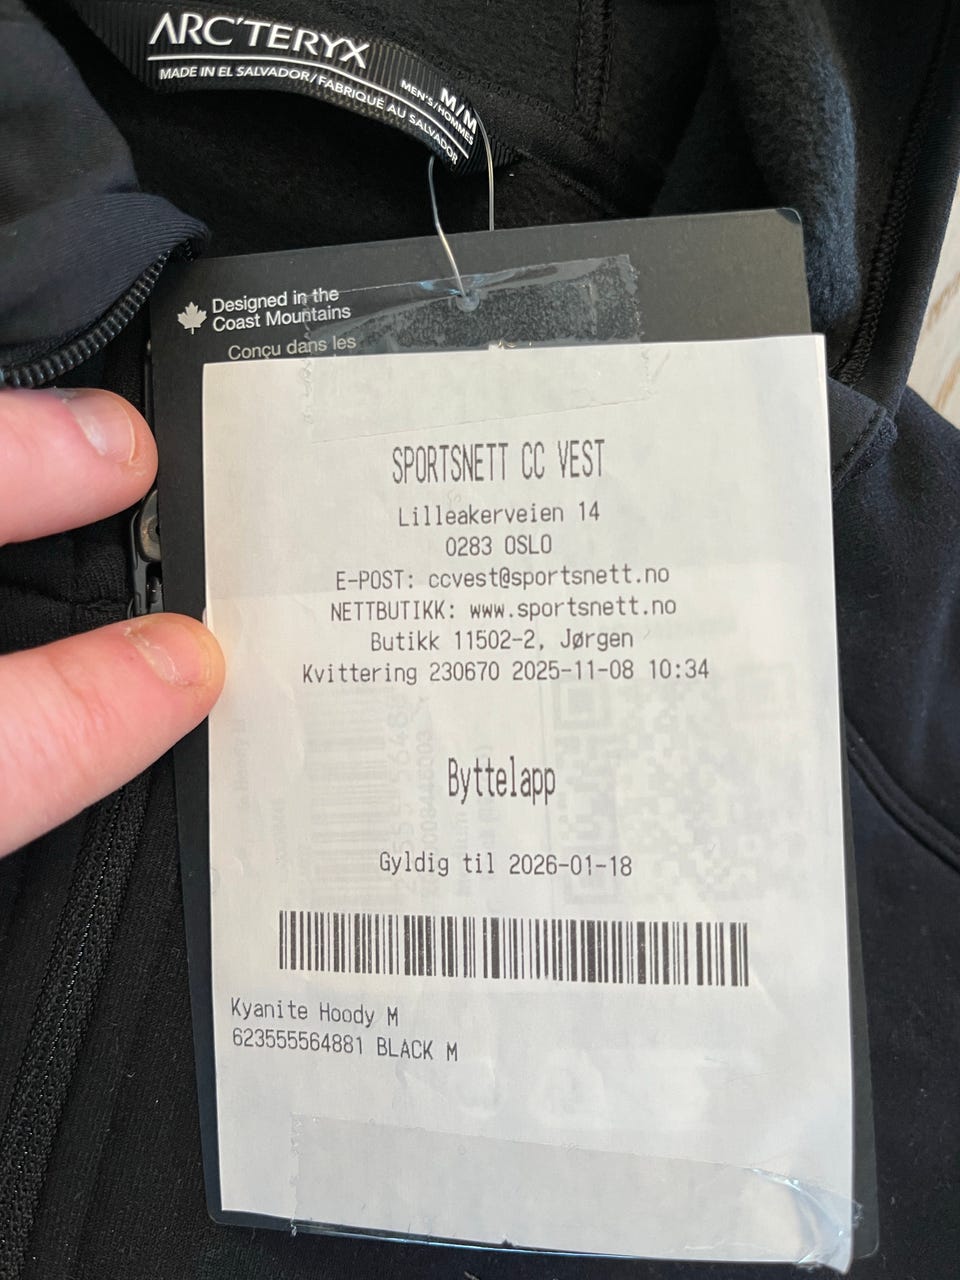 ARC'TERYX
MADE IN EL SALVADOR/FABRIQUÉ AU SALVADOR
M/M
MEN'S/HOMMES
Designed in the
Coast Mountains
Conçu dans les
SPORTSNETT CC VEST
Lilleakerveien 14
0283 OSLO
E-POST: ccvest@sportsnett.no
NETTBUTIKK: www.sportsnett.no
Butikk 11502-2, Jørgen
Kvittering 230670 2025-11-08 10:34
Byttelapp
Gyldig til 2026-01-18
Kyanite Hoody M
623555564881 BLACK M